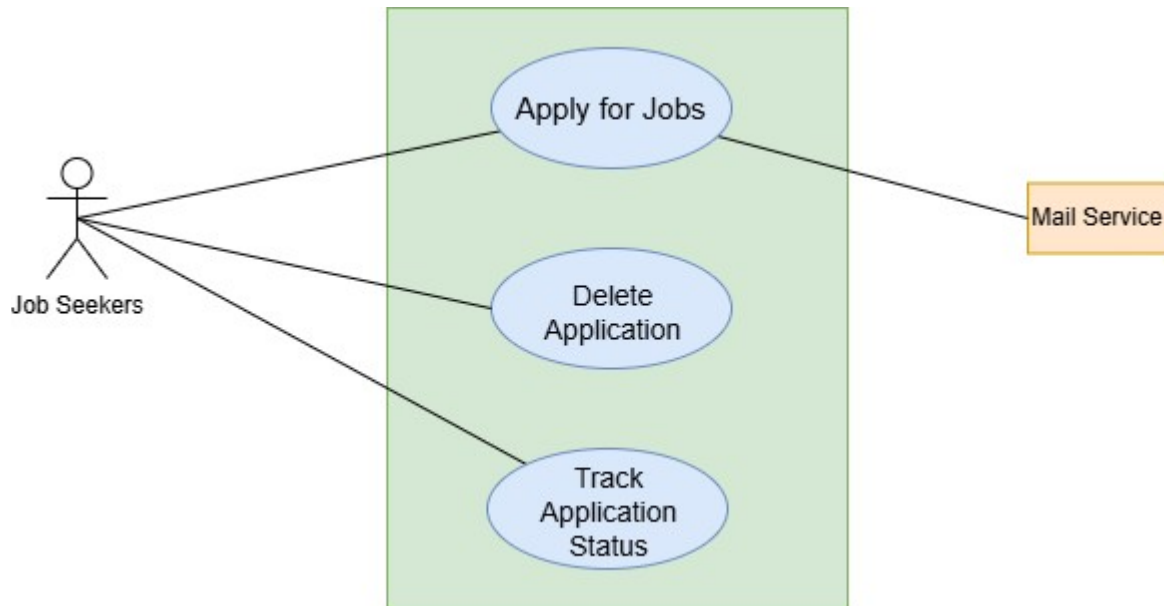 Apply for Jobs
Mail Service
Job Seekers
Delete
Application
Track
Application
Status